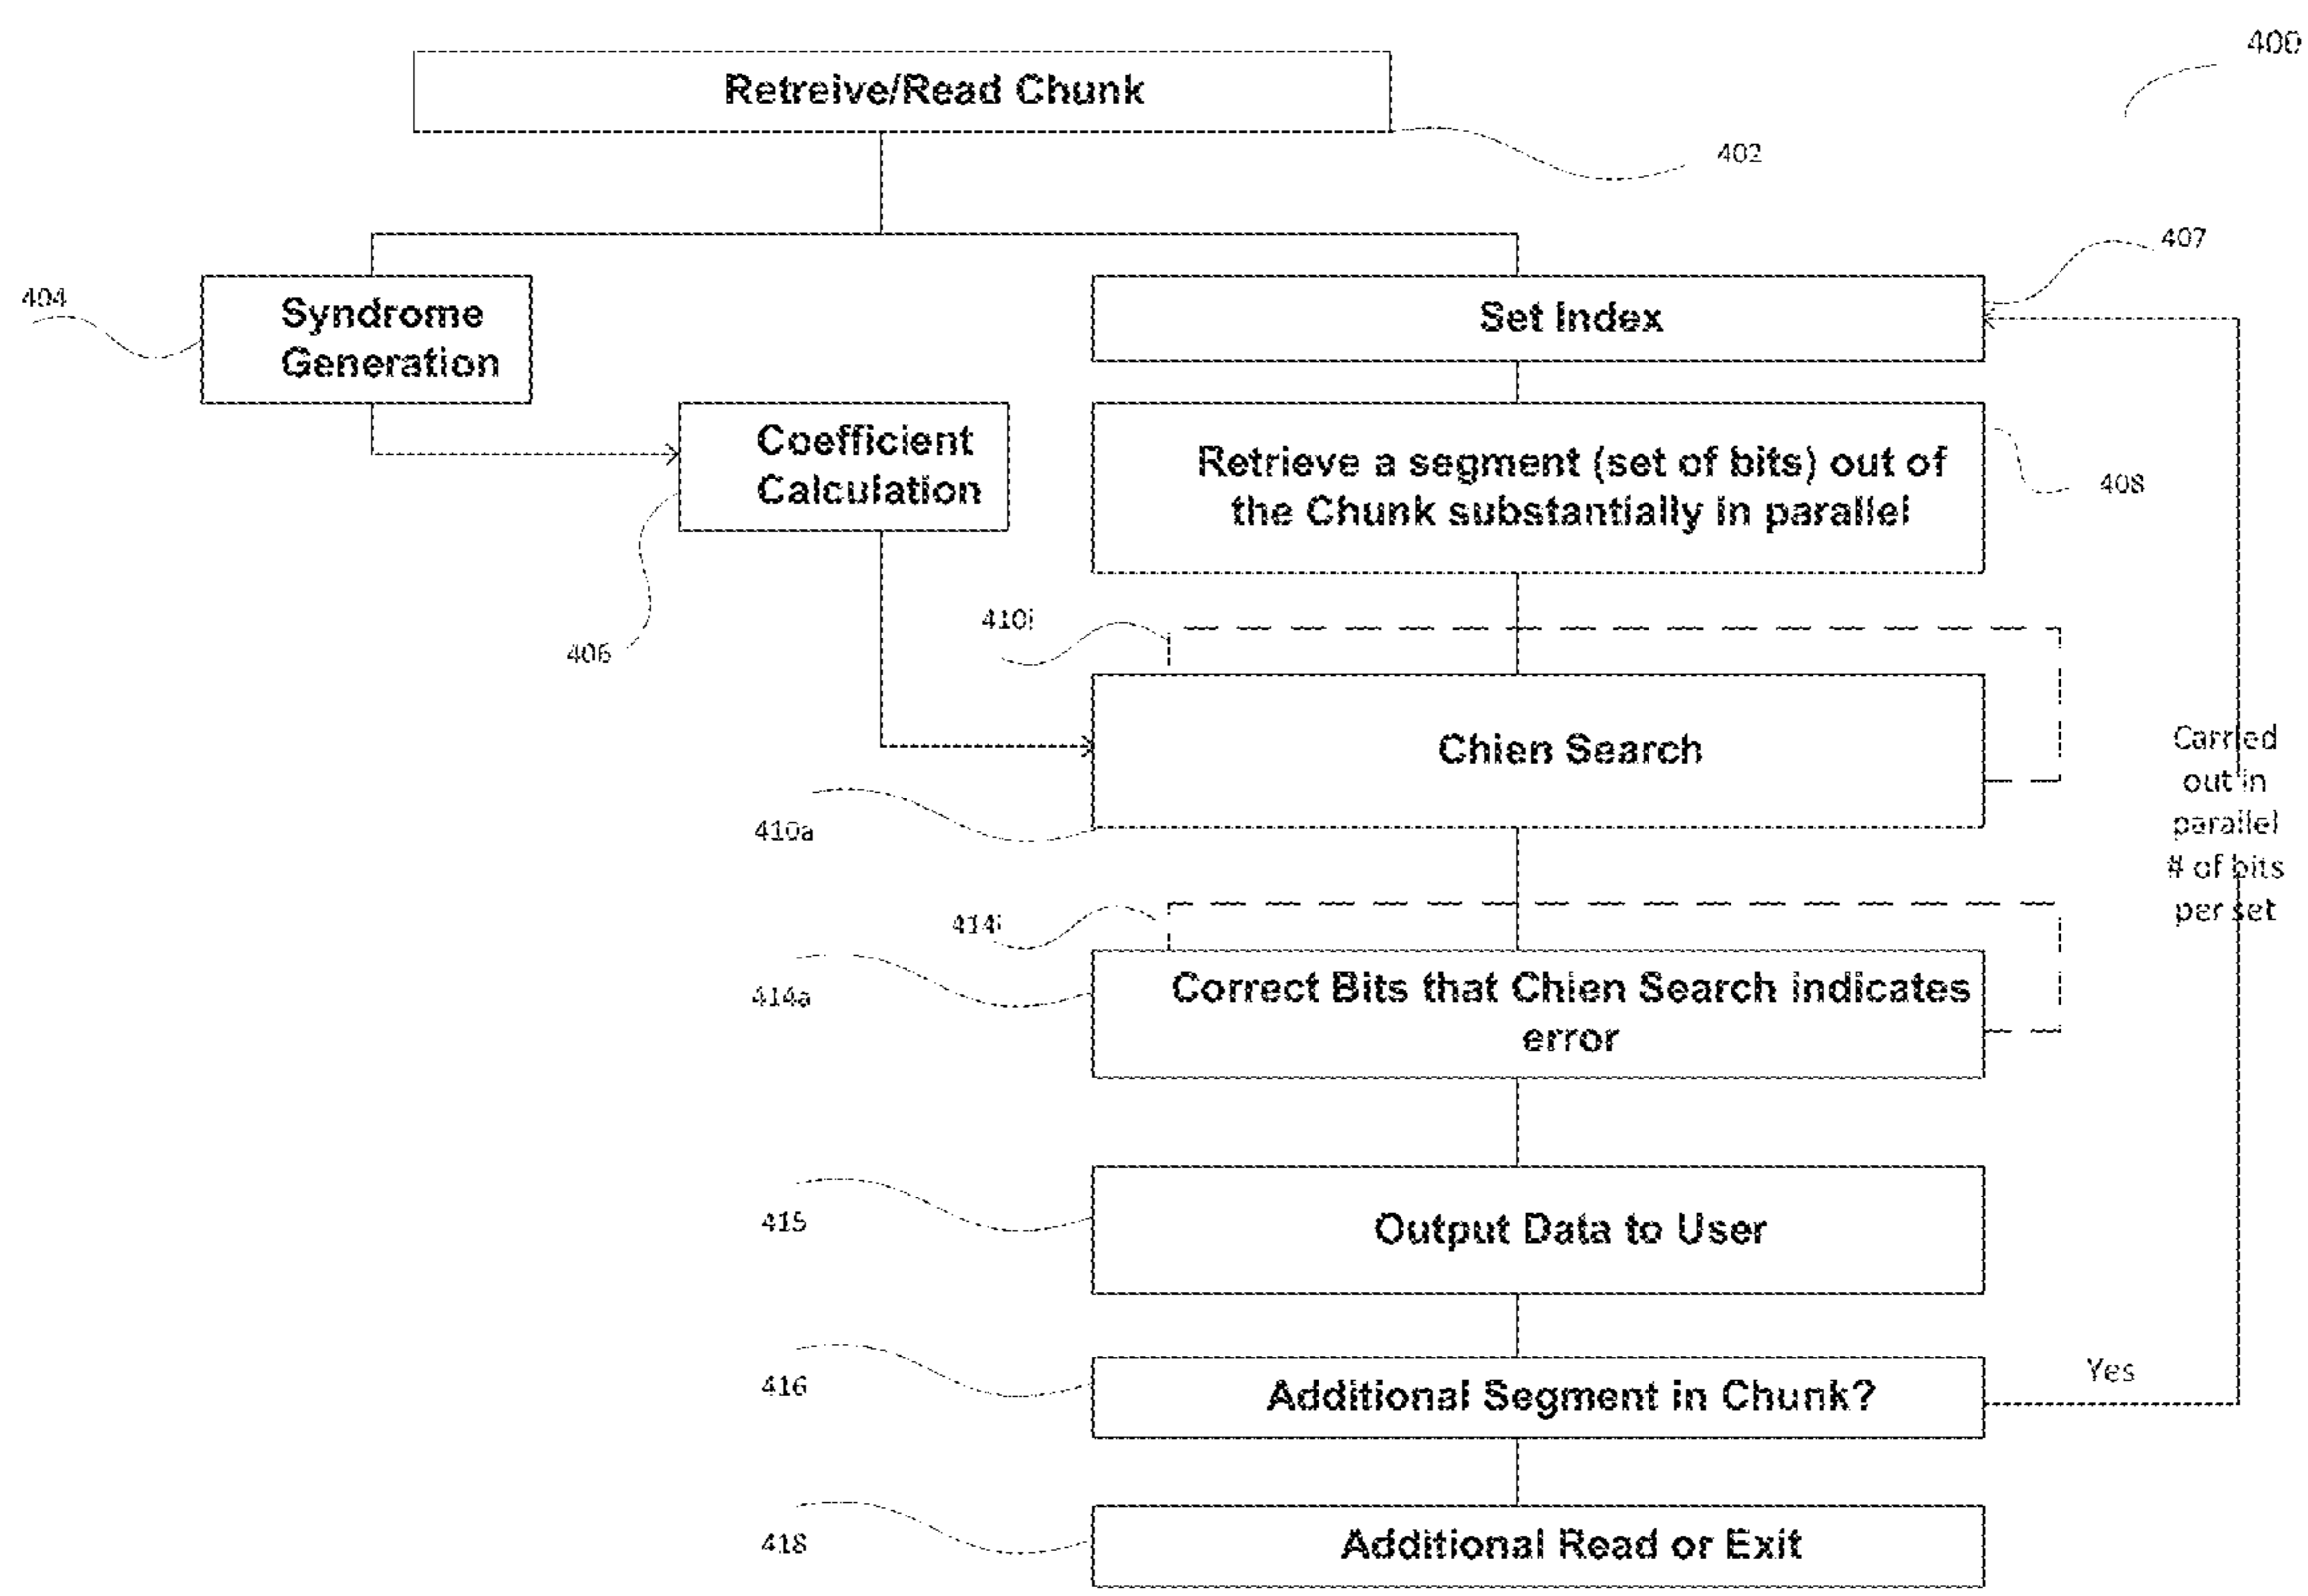 400
Retreive/Read Chunk
402
407
404
Syndrome
Generation
Set Index
Coefficient
Calculation
Retrieve a segment (set of bits) out of
the Chunk substantially in parallel
408
406
410i
Chien Search
410a
Carried
out in
parallel
# of bits
per set
414i
414a
Correct Bits that Chien Search indicates
error
415
Output Data to User
416
Additional Segment in Chunk?
Yes
418
Additional Read or Exit